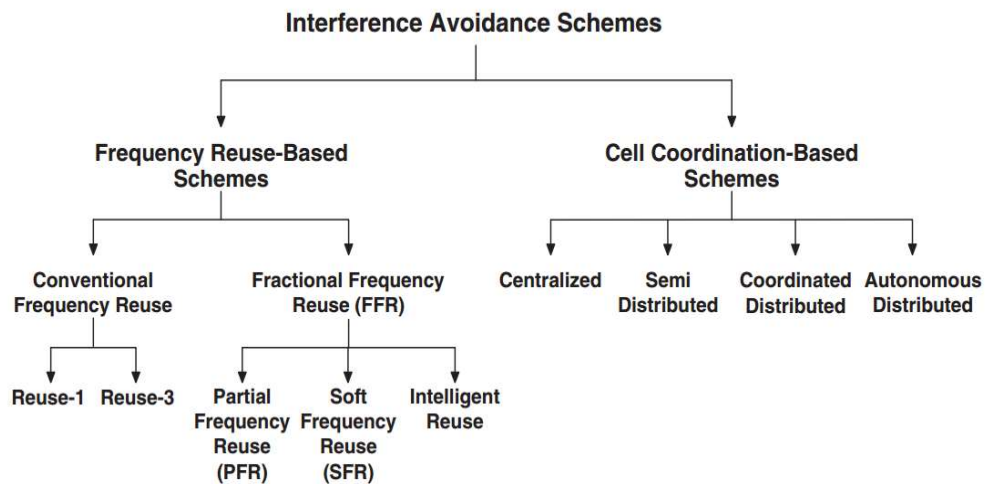 Interference Avoidance Schemes
Frequency Reuse-Based
Schemes
Cell Coordination-Based
Schemes
Conventional
Frequency Reuse
Fractional Frequency
Reuse (FFR)
Centralized
Semi
Distributed
Coordinated
Distributed
Autonomous
Distributed
Reuse-1
Reuse-3
Partial
Frequency
Reuse
(PFR)
Soft
Frequency
Reuse
(SFR)
Intelligent
Reuse